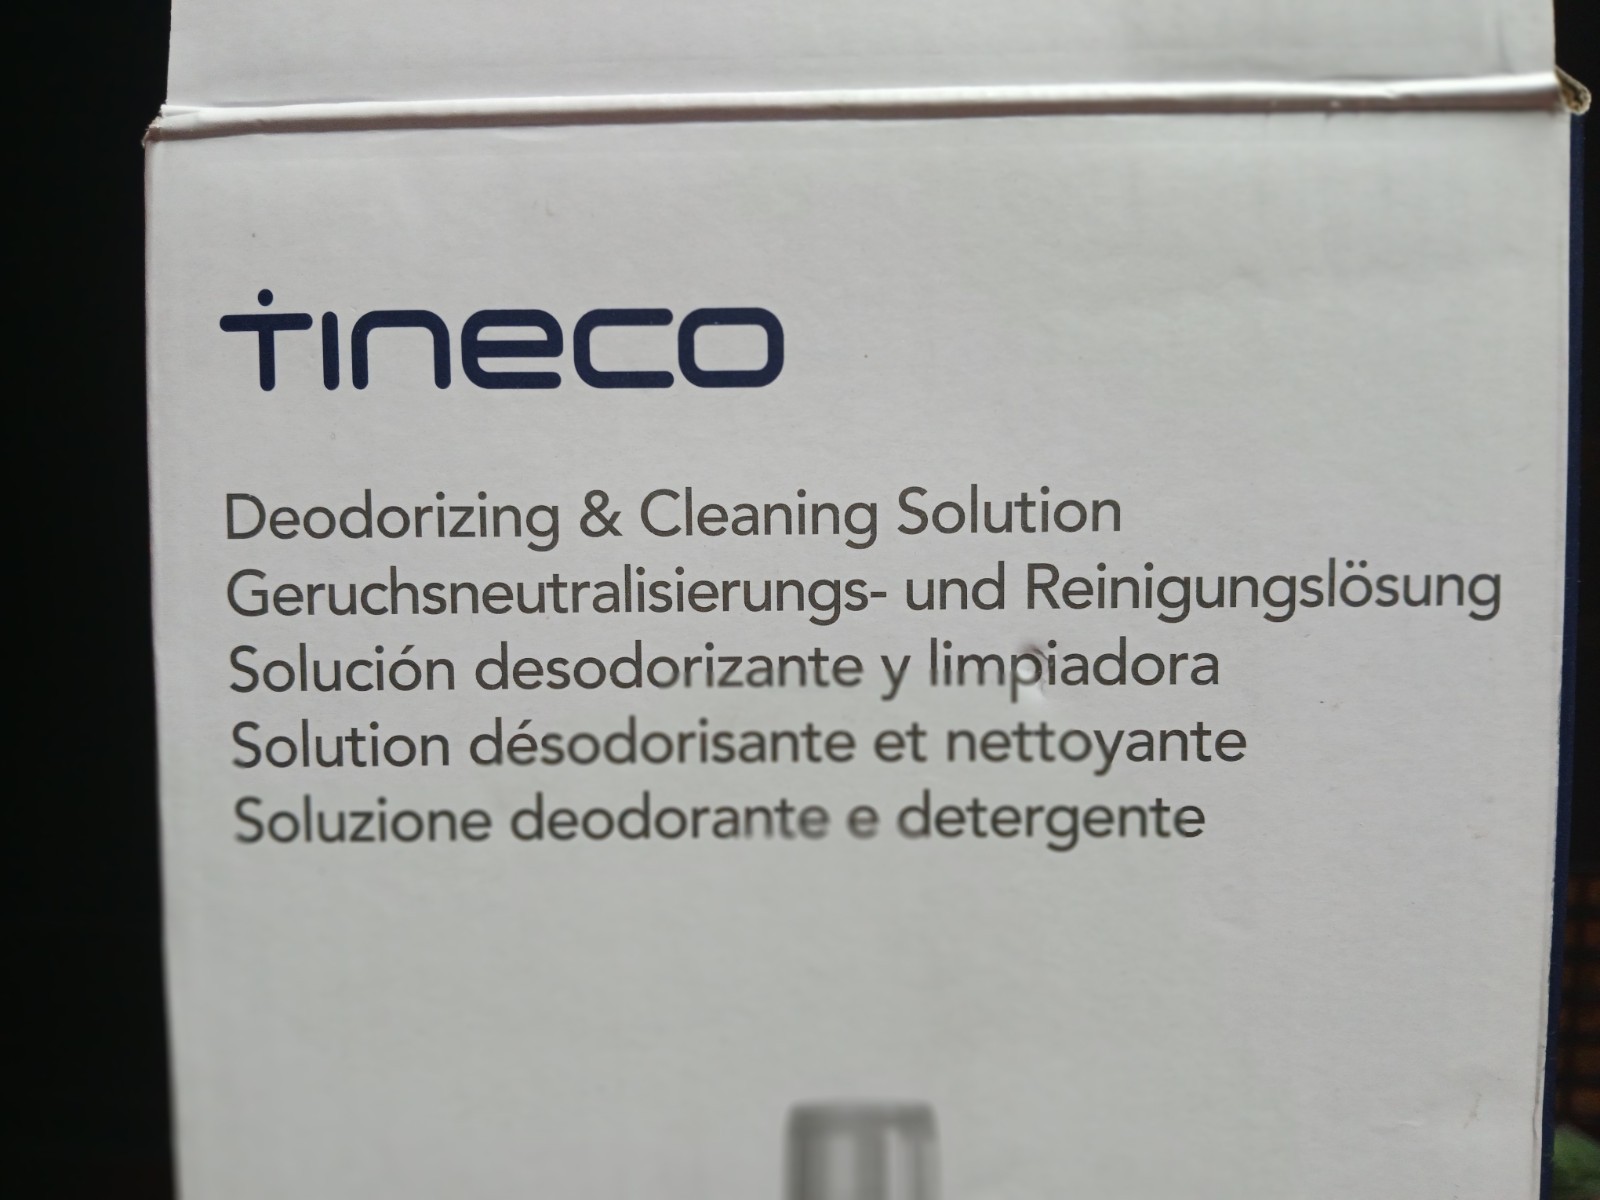 Tineco
Deodorizing & Cleaning Solution
Geruchsneutralisierungs- und Reinigungslösung
Solución desodorizante y limpiadora
Solution désodorisante et nettoyante
Soluzione deodorante e detergente